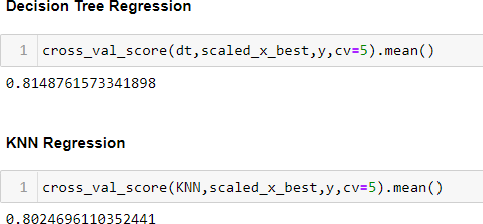 Decision Tree Regression
1 cross_val_score(dt,scaled_x_best,y,cv=5).mean()
0.8148761573341898
KNN Regression
1 cross_val_score(KNN,scaled_x_best,y,cv=5).mean()
0.8024696110352441